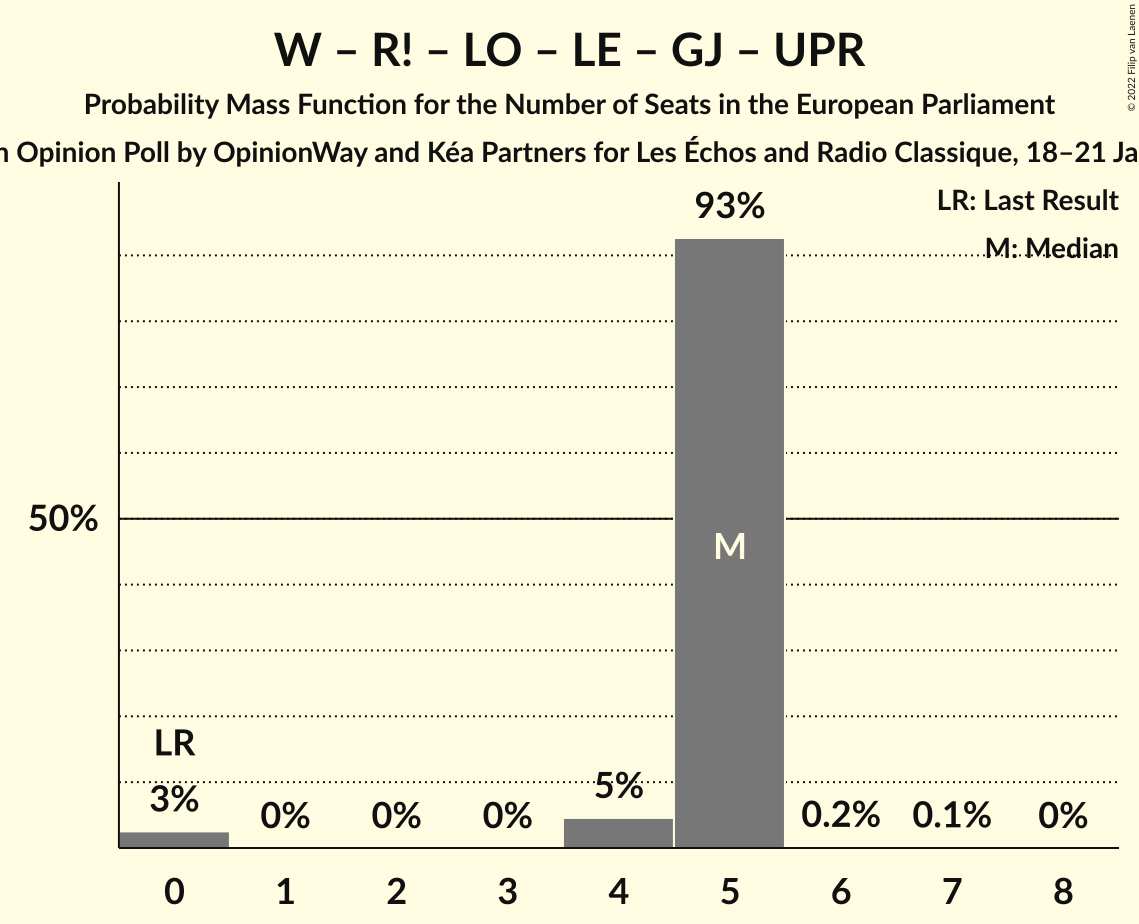 W – R! – LO – LE – GJ – UPR
Probability Mass Function for the Number of Seats in the European Parliament
Opinion Poll by OpinionWay and Kéa Partners for Les Échos and Radio Classique, 18–21
© 2022 Filip van Laenen
LR: Last Result
M: Median
93%
50%
M
LR
3%
0%
0%
0%
5%
0.2%
0.1%
0%
0
1
2
3
4
5
6
7
8